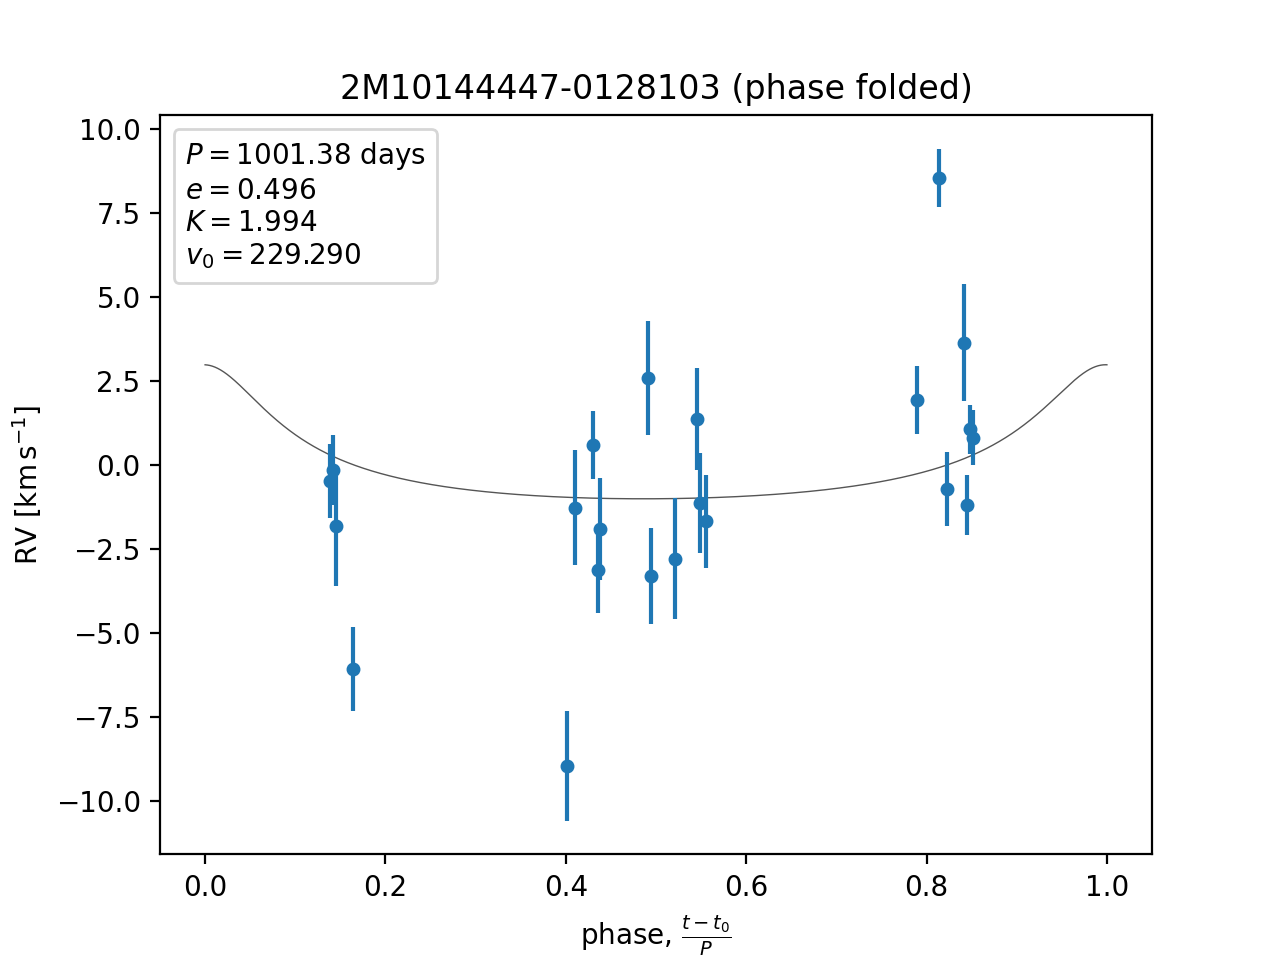 2M10144447-0128103 (phase folded)
P = 1001.38 days
e = 0.496
K = 1.994
v₀ = 229.290
RV [km s⁻¹]
10.0
7.5
5.0
2.5
0.0
−2.5
−5.0
−7.5
−10.0
0.0 0.2 0.4 0.6 0.8 1.0
phase, (t − t₀)/P